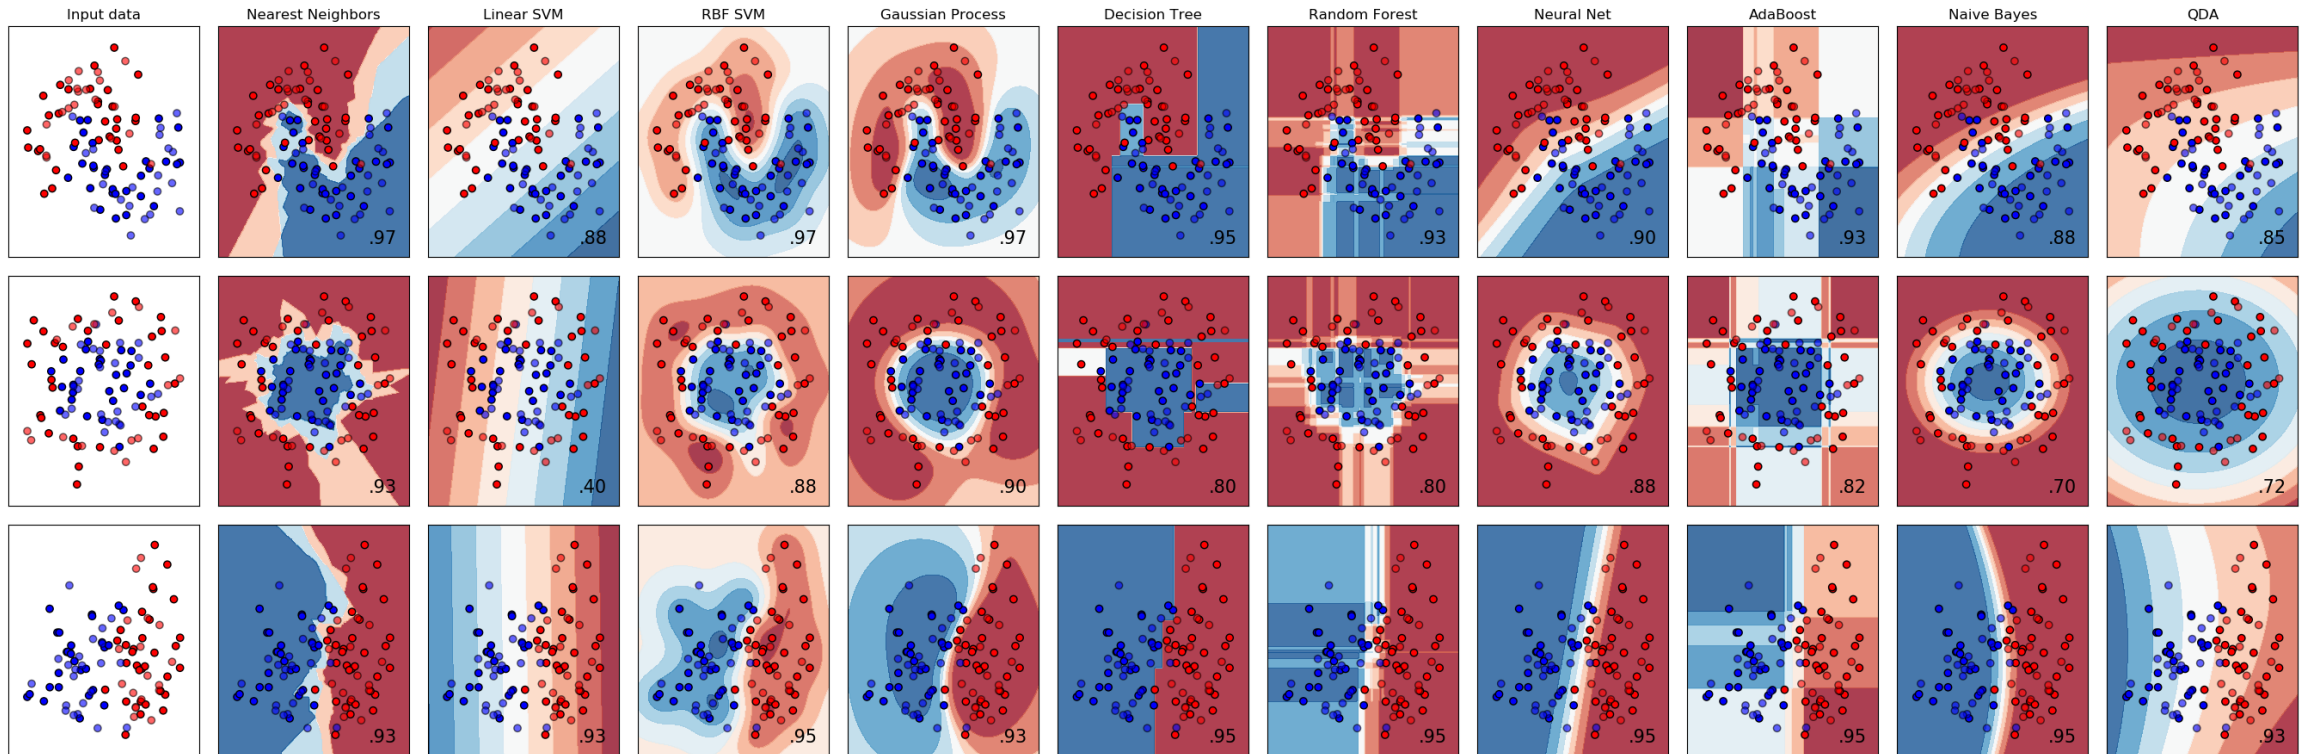 Input data Nearest Neighbors Linear SVM RBF SVM Gaussian Process Decision Tree Random Forest Neural Net AdaBoost Naive Bayes QDA
.97 .88 .97 .97 .95 .93 .90 .93 .88 .85
.93 .40 .88 .90 .80 .80 .88 .82 .70 .72
.93 .93 .95 .93 .95 .95 .95 .95 .95 .93